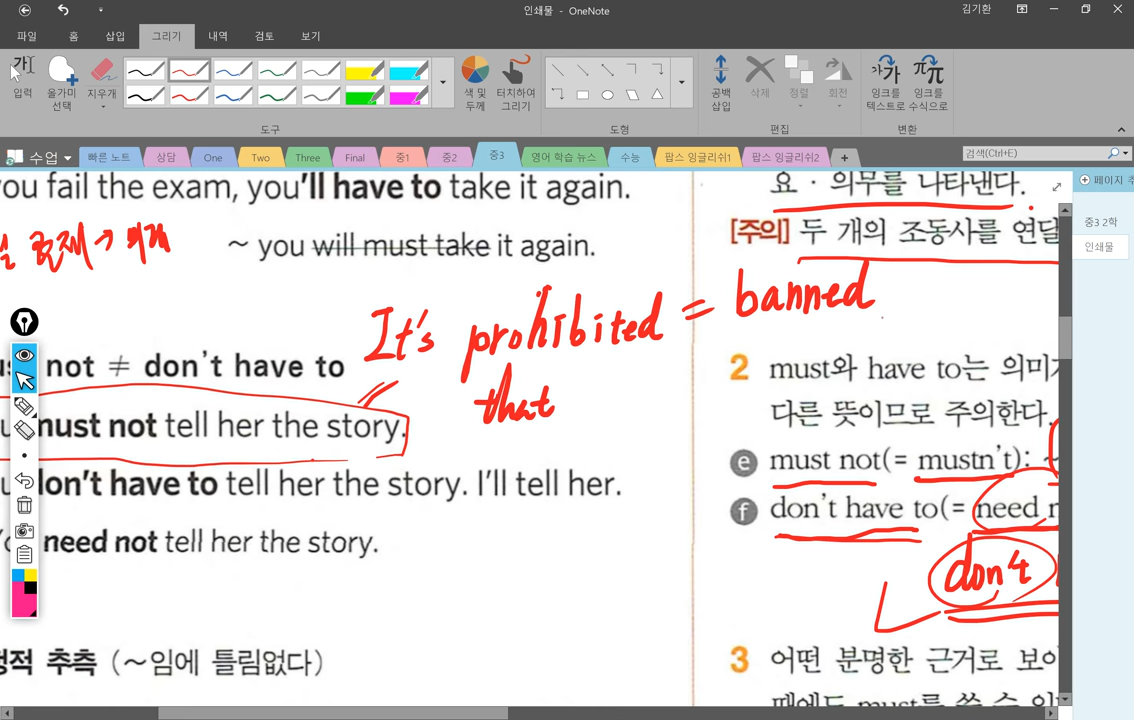 인쇄물 - OneNote
김기환
파일 홈 삽입 그리기 내역 검토 보기
입력
올가미 선택
지우개
색 및 두께
터치하여 그리기
공백 삽입
삭제
정렬
회전
잉크를 텍스트로
잉크를 수식으로
도구
도형
편집
변환
수업
빠른 노트 상담 One Two Three Final 중1 중2 중3 영어 학습 뉴스 수능 팝스 잉글리쉬1 팝스 잉글리쉬2
검색(Ctrl+E)
페이지 추
중3 2학
인쇄물
you fail the exam, you'll have to take it again.
~ you will must take it again.
It's prohibited = banned
that
not ≠ don't have to
must not tell her the story.
don't have to tell her the story. I'll tell her.
need not tell her the story.
정적 추측 (~임에 틀림없다)
요 · 의무를 나타낸다.
[주의] 두 개의 조동사를 연달
2 must와 have to는 의미
다른 뜻이므로 주의한다.
e must not(= mustn't): ~
f don't have to(= need n
don't
3 어떤 분명한 근거로 보아
때에도 must를 쓸 수 있